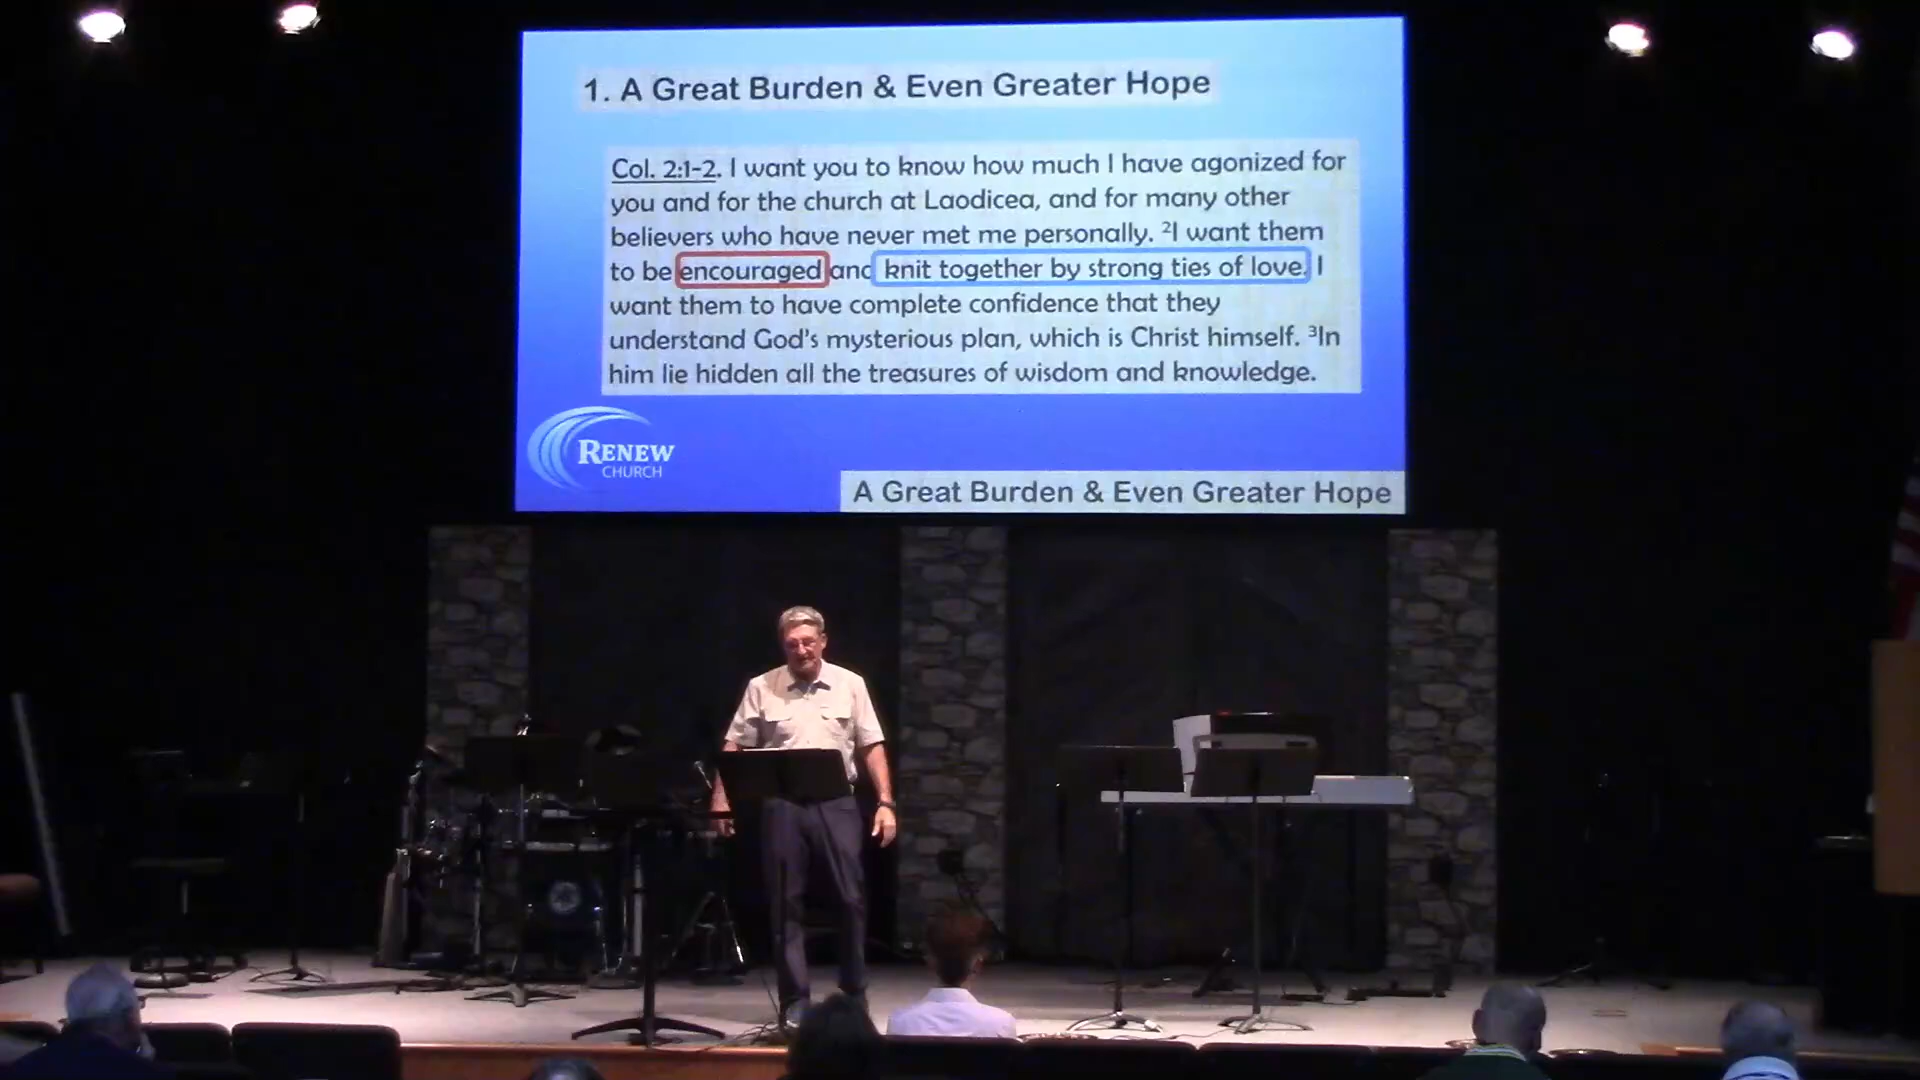 1. A Great Burden & Even Greater Hope
Col. 2:1-2. I want you to know how much I have agonized for
you and for the church at Laodicea, and for many other
believers who have never met me personally. ²I want them
to be encouraged and knit together by strong ties of love. I
want them to have complete confidence that they
understand God's mysterious plan, which is Christ himself. ³In
him lie hidden all the treasures of wisdom and knowledge.
RENEW
CHURCH
A Great Burden & Even Greater Hope